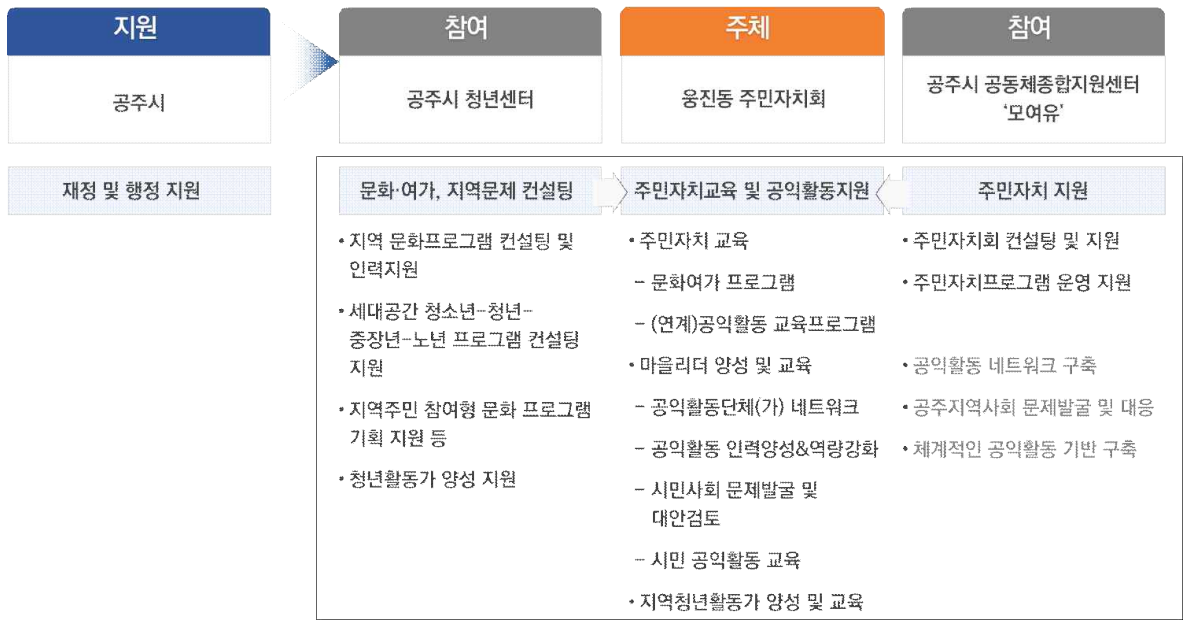 지원
공주시
재정 및 행정 지원
참여
공주시 청년센터
문화·여가, 지역문제 컨설팅
• 지역 문화프로그램 컨설팅 및
인력지원
• 세대공간 청소년-청년-
중장년-노년 프로그램 컨설팅
지원
• 지역주민 참여형 문화 프로그램
기획 지원 등
• 청년활동가 양성 지원
주체
웅진동 주민자치회
주민자치교육 및 공익활동지원
• 주민자치 교육
- 문화여가 프로그램
- (연계)공익활동 교육프로그램
• 마을리더 양성 및 교육
- 공익활동단체(가) 네트워크
- 공익활동 인력양성&역량강화
- 시민사회 문제발굴 및
대안검토
- 시민 공익활동 교육
• 지역청년활동가 양성 및 교육
참여
공주시 공동체종합지원센터
‘모여유’
주민자치 지원
• 주민자치회 컨설팅 및 지원
• 주민자치프로그램 운영 지원
• 공익활동 네트워크 구축
• 공주지역사회 문제발굴 및 대응
• 체계적인 공익활동 기반 구축